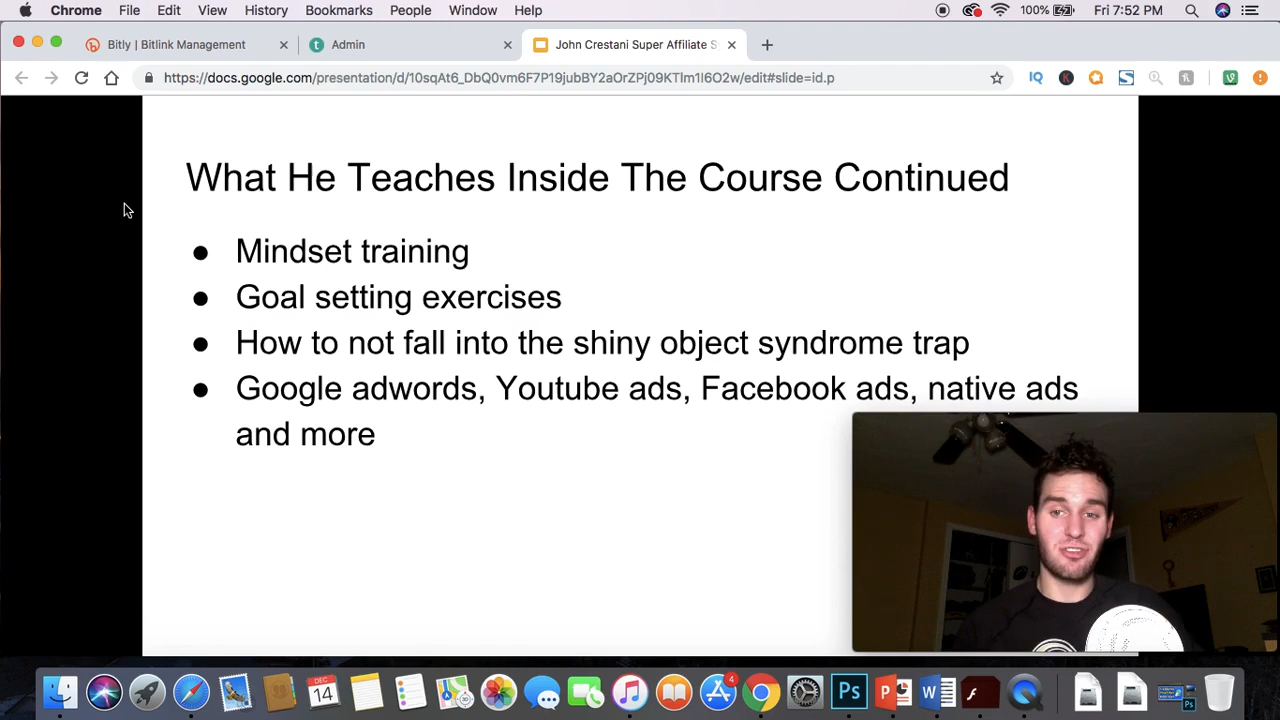 Chrome File Edit View History Bookmarks People Window Help 100% Fri 7:52 PM
Bitly | Bitlink Management Admin John Crestani Super Affiliate S
https://docs.google.com/presentation/d/10sqAt6_DbQ0vm6F7P19jubBY2aOrZPj09KTIm1I6O2w/edit#slide=id.p
What He Teaches Inside The Course Continued
● Mindset training
● Goal setting exercises
● How to not fall into the shiny object syndrome trap
● Google adwords, Youtube ads, Facebook ads, native ads
and more
DEC
14
4